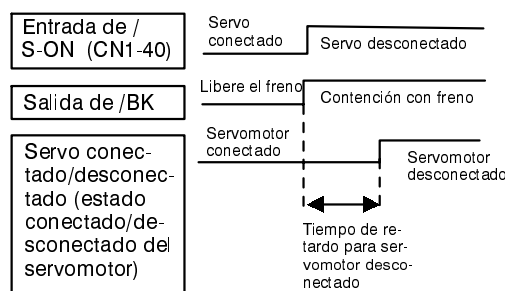 Entrada de /
S-ON (CN1-40)
Servo
conectado
Servo desconectado
Salida de /BK
Libere el freno
Contención con freno
Servo conec-
tado/desconec-
tado (estado
conectado/de-
sconectado del
servomotor)
Servomotor
conectado
Servomotor
desconectado
Tiempo de re-
tardo para ser-
vomotor desco-
nectado